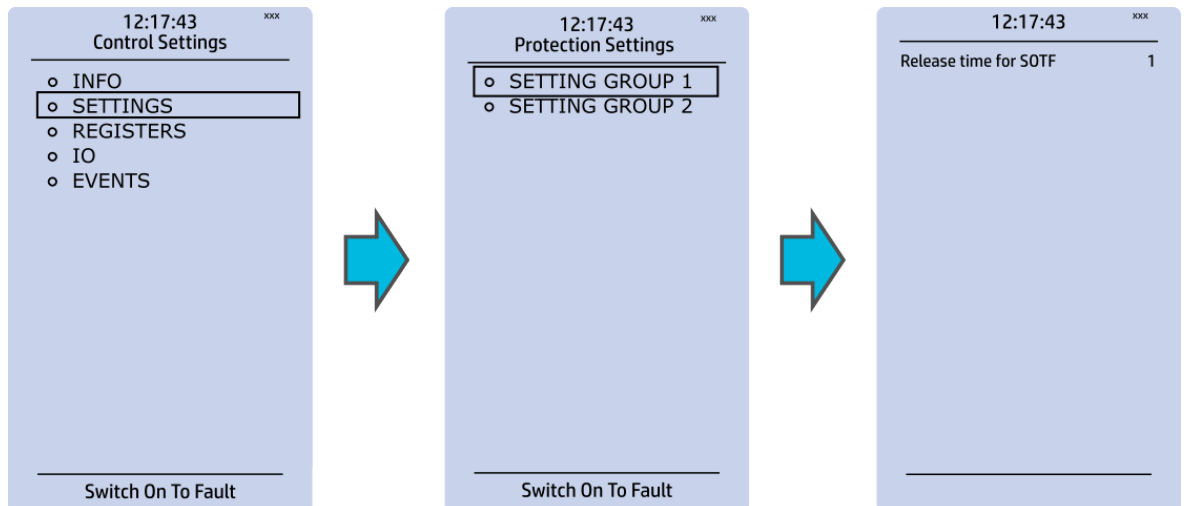 12:17:43 xxx
Control Settings
INFO
SETTINGS
REGISTERS
IO
EVENTS
Switch On To Fault
12:17:43 xxx
Protection Settings
SETTING GROUP 1
SETTING GROUP 2
Switch On To Fault
12:17:43 xxx
Release time for SOTF 1